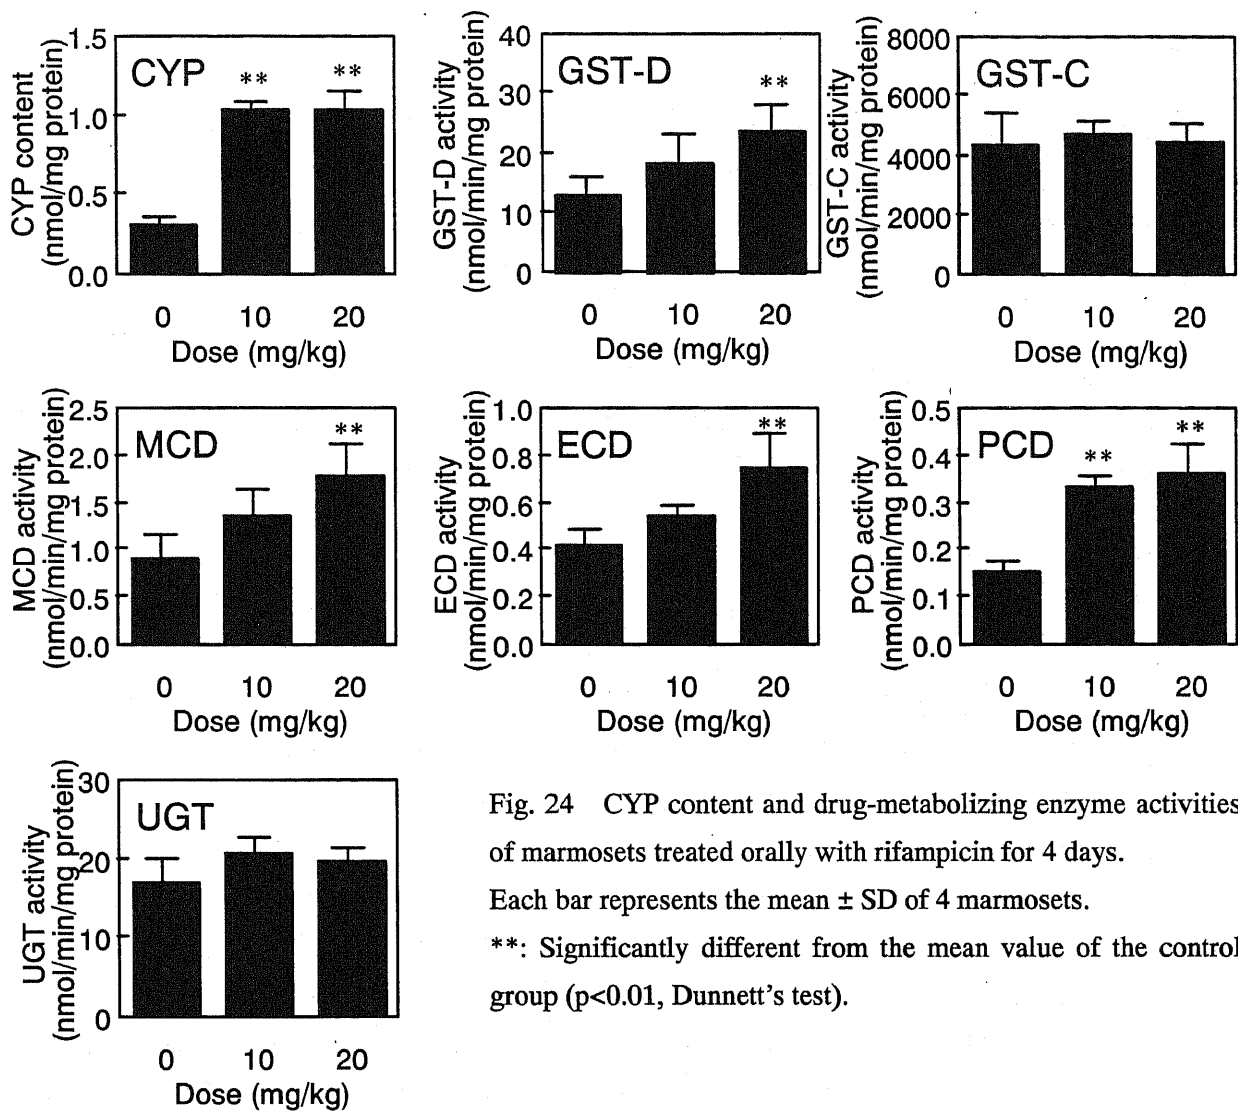 CYP content
(nmol/mg protein)
1.5
1.0
0.5
0.0
CYP
**
**
0
10
20
Dose (mg/kg)
GST-D activity
(nmol/min/mg protein)
40
30
20
10
0
GST-D
**
0
10
20
Dose (mg/kg)
GST-C activity
(nmol/min/mg protein)
8000
6000
4000
2000
0
GST-C
0
10
20
Dose (mg/kg)
MCD activity
(nmol/min/mg protein)
2.5
2.0
1.5
1.0
0.5
0.0
MCD
**
0
10
20
Dose (mg/kg)
ECD activity
(nmol/min/mg protein)
1.0
0.8
0.6
0.4
0.2
0.0
ECD
**
0
10
20
Dose (mg/kg)
PCD activity
(nmol/min/mg protein)
0.5
0.4
0.3
0.2
0.1
0.0
PCD
**
**
0
10
20
Dose (mg/kg)
UGT activity
(nmol/min/mg protein)
30
20
10
0
UGT
0
10
20
Dose (mg/kg)
Fig. 24 CYP content and drug-metabolizing enzyme activities
of marmosets treated orally with rifampicin for 4 days.
Each bar represents the mean ± SD of 4 marmosets.
**: Significantly different from the mean value of the control
group (p<0.01, Dunnett's test).